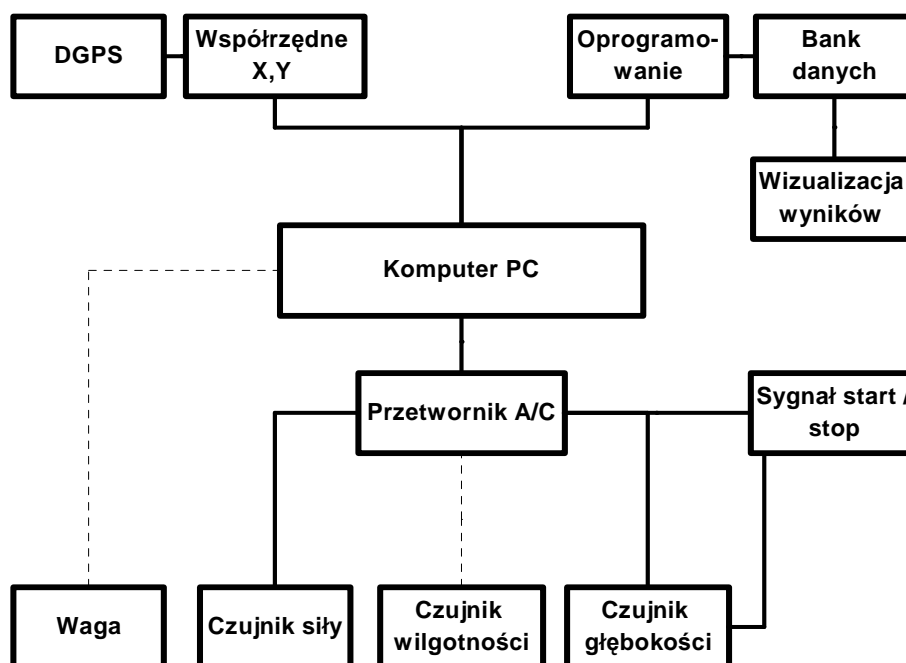 DGPS
Współrzędne
X,Y
Oprogramo-
wanie
Bank
danych
Wizualizacja
wyników
Komputer PC
Przetwornik A/C
Sygnał start /
stop
Waga
Czujnik siły
Czujnik
wilgotności
Czujnik
głębokości